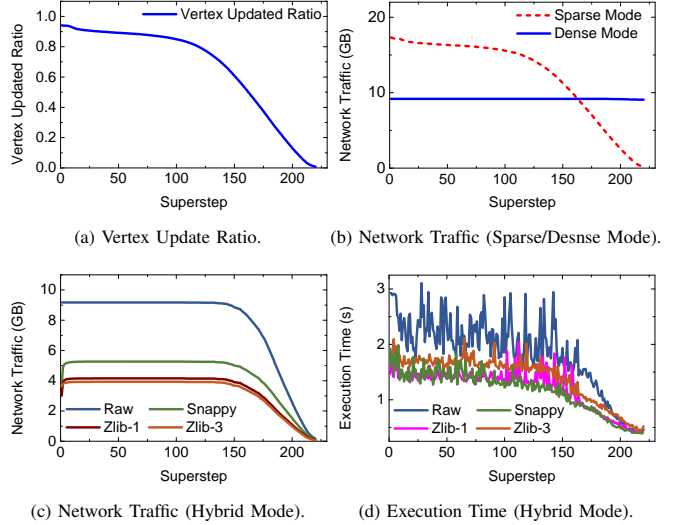 Vertex Updated Ratio
1.0
0.8
0.6
0.4
0.2
0.0
Vertex Updated Ratio
0 50 100 150 200
Superstep
(a) Vertex Update Ratio.
Sparse Mode
Dense Mode
20
10
0
Network Traffic (GB)
0 50 100 150 200
Superstep
(b) Network Traffic (Sparse/Desnse Mode).
10
8
6
4
2
0
Network Traffic (GB)
Raw Snappy
Zlib-1 Zlib-3
0 50 100 150 200
Superstep
(c) Network Traffic (Hybrid Mode).
3
2
1
Execution Time (s)
Raw Snappy
Zlib-1 Zlib-3
0 50 100 150 200
Superstep
(d) Execution Time (Hybrid Mode).